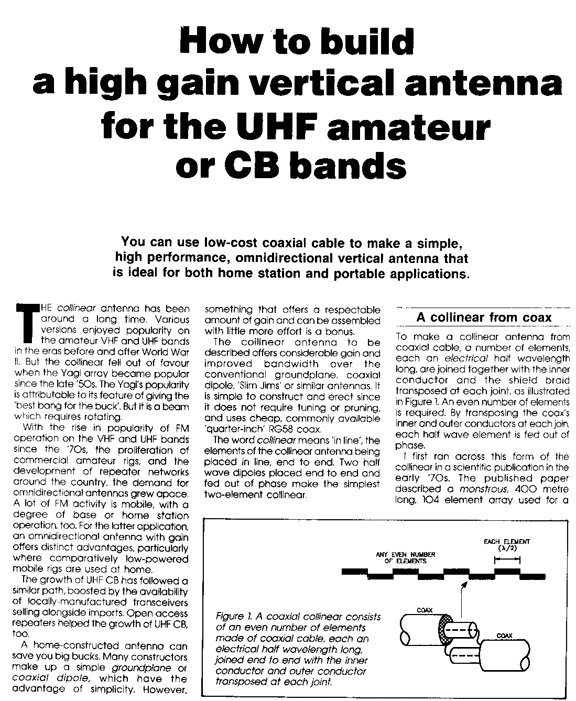 How to build
a high gain vertical antenna
for the UHF amateur
or CB bands
You can use low-cost coaxial cable to make a simple,
high performance, omnidirectional vertical antenna that
is ideal for both home station and portable applications.
THE collinear antenna has been
around a long time. Various
versions enjoyed popularity on
the amateur VHF and UHF bands
in the eras before and after World War
II. But the collinear fell out of favour
when the Yagi array became popular
since the late '50s. The Yagi's popularity
is attributable to its feature of giving the
'best bang for the buck'. But it is a beam
which requires rotating.
With the rise in popularity of FM
operation on the VHF and UHF bands
since the '70s, the proliferation of
commercial amateur rigs, and the
development of repeater networks
around the country, the demand for
omnidirectional antennas grew apace.
A lot of FM activity is mobile, with a
degree of base or home station
operation, too. For the latter application,
an omnidirectional antenna with gain
offers distinct advantages, particularly
where comparatively low-powered
mobile rigs are used at home.
The growth of UHF CB has followed a
similar path, boosted by the availability
of locally-manufactured transceivers
selling alongside imports. Open access
repeaters helped the growth of UHF CB,
too.
A home-constructed antenna can
save you big bucks. Many constructors
make up a simple groundplane or
coaxial dipole, which have the
advantage of simplicity. However,
something that offers a respectable
amount of gain and can be assembled
with little more effort is a bonus.
The collinear antenna to be
described offers considerable gain and
improved bandwidth over the
conventional groundplane, coaxial
dipole, 'Slim Jims' or similar antennas. It
is simple to construct and erect since
it does not require tuning or pruning,
and uses cheap, commonly available
'quarter-inch' RG58 coax.
The word collinear means 'in line', the
elements of the collinear antenna being
placed in line, end to end. Two half
wave dipoles placed end to end and
fed out of phase make the simplest
two-element collinear.
A collinear from coax
To make a collinear antenna from
coaxial cable, a number of elements,
each an electrical half wavelength
long, are joined together with the inner
conductor and the shield braid
transposed at each joint, as illustrated
in Figure 1. An even number of elements
is required. By transposing the coax's
inner and outer conductors at each join,
each half wave element is fed out of
phase.
I first ran across this form of the
collinear in a scientific publication in the
early '70s. The published paper
described a monstrous, 400 metre
long, 104 element array used for a
ANY EVEN NUMBER
OF ELEMENTS
EACH ELEMENT
(λ/2)
COAX
COAX
Figure 1. A coaxial collinear consists
of an even number of elements
made of coaxial cable, each an
electrical half wavelength long,
joined end to end with the inner
conductor and outer conductor
transposed at each joint.